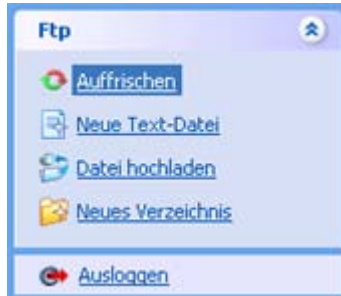 Ftp
Auffrischen
Neue Text-Datei
Datei hochladen
Neues Verzeichnis
Ausloggen